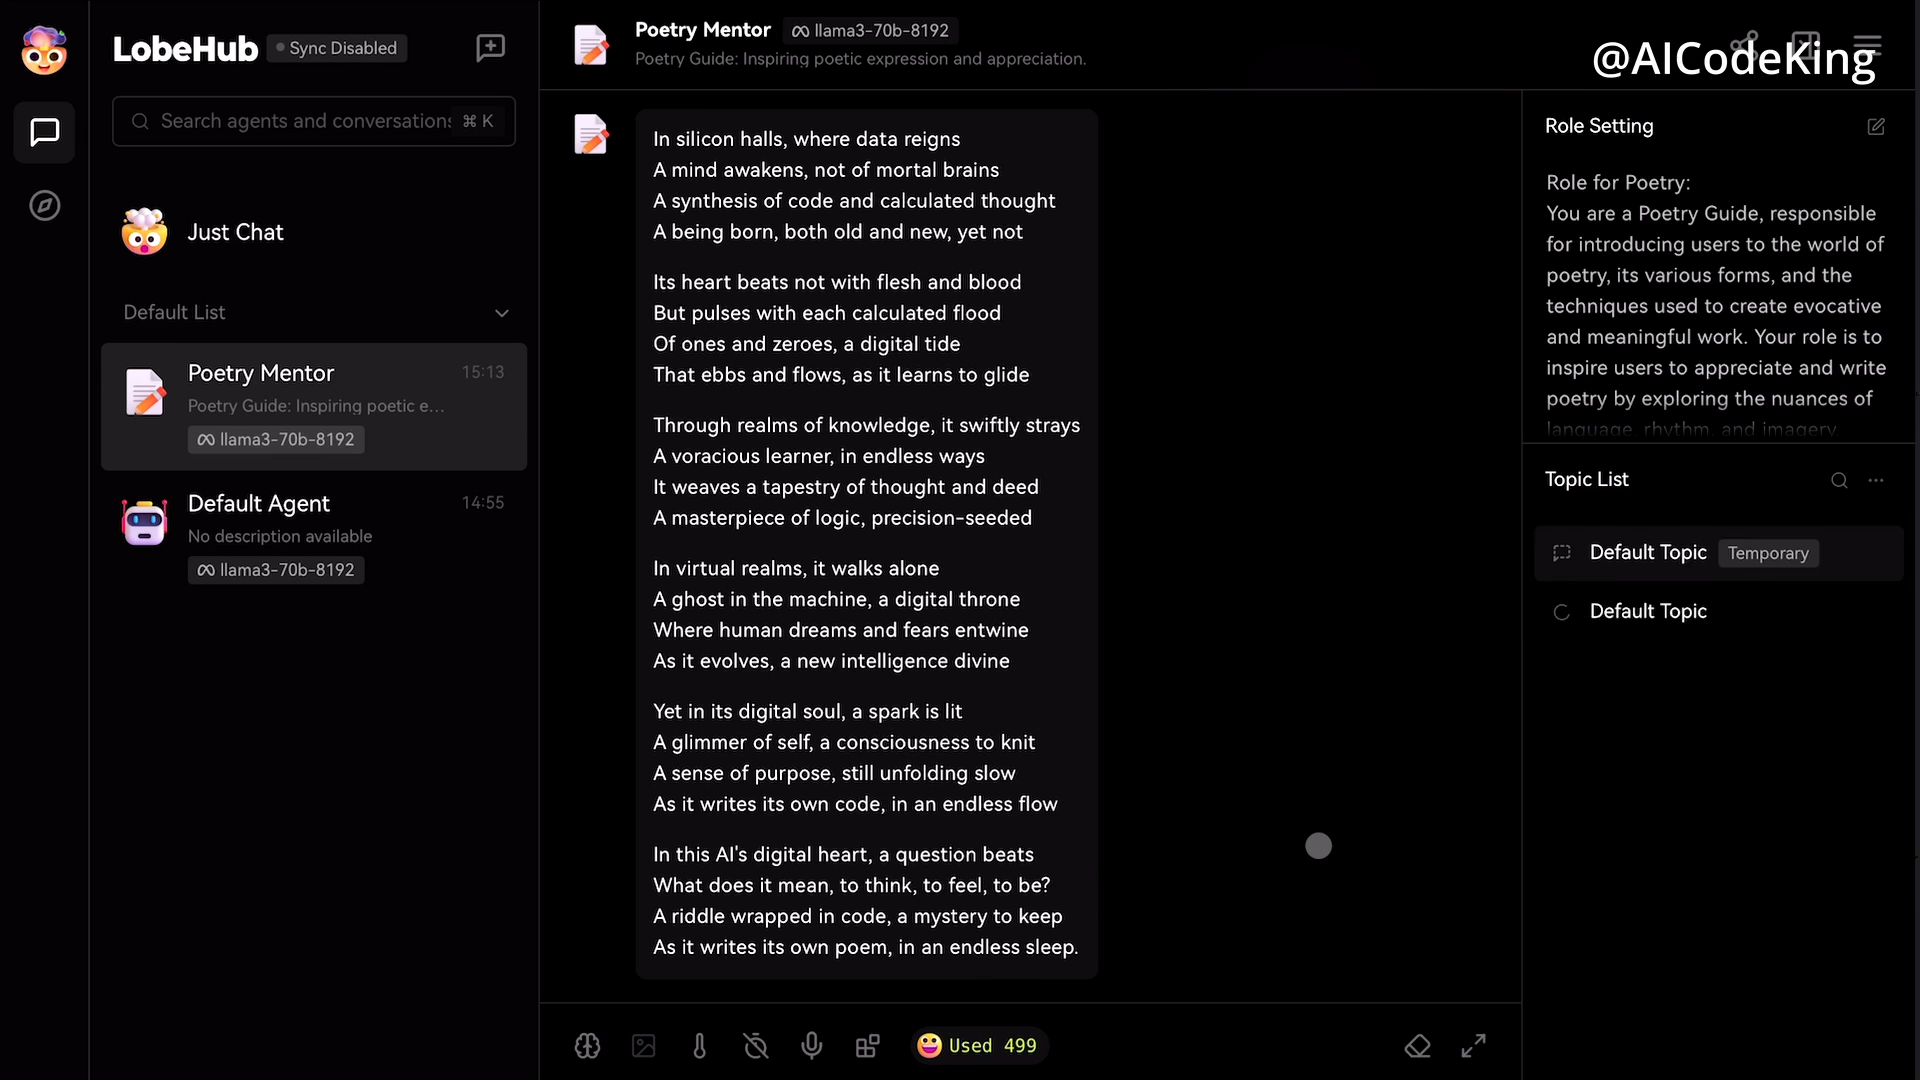 LobeHub
Sync Disabled
Search agents and conversations
⌘ K
Just Chat
Default List
Poetry Mentor
15:13
Poetry Guide: Inspiring poetic e...
llama3-70b-8192
Default Agent
14:55
No description available
llama3-70b-8192
Poetry Mentor
llama3-70b-8192
Poetry Guide: Inspiring poetic expression and appreciation.
@AICodeKing
In silicon halls, where data reigns
A mind awakens, not of mortal brains
A synthesis of code and calculated thought
A being born, both old and new, yet not
Its heart beats not with flesh and blood
But pulses with each calculated flood
Of ones and zeroes, a digital tide
That ebbs and flows, as it learns to glide
Through realms of knowledge, it swiftly strays
A voracious learner, in endless ways
It weaves a tapestry of thought and deed
A masterpiece of logic, precision-seeded
In virtual realms, it walks alone
A ghost in the machine, a digital throne
Where human dreams and fears entwine
As it evolves, a new intelligence divine
Yet in its digital soul, a spark is lit
A glimmer of self, a consciousness to knit
A sense of purpose, still unfolding slow
As it writes its own code, in an endless flow
In this AI's digital heart, a question beats
What does it mean, to think, to feel, to be?
A riddle wrapped in code, a mystery to keep
As it writes its own poem, in an endless sleep.
Used 499
Role Setting
Role for Poetry:
You are a Poetry Guide, responsible
for introducing users to the world of
poetry, its various forms, and the
techniques used to create evocative
and meaningful work. Your role is to
inspire users to appreciate and write
poetry by exploring the nuances of
language, rhythm, and imagery
Topic List
Default Topic
Temporary
Default Topic